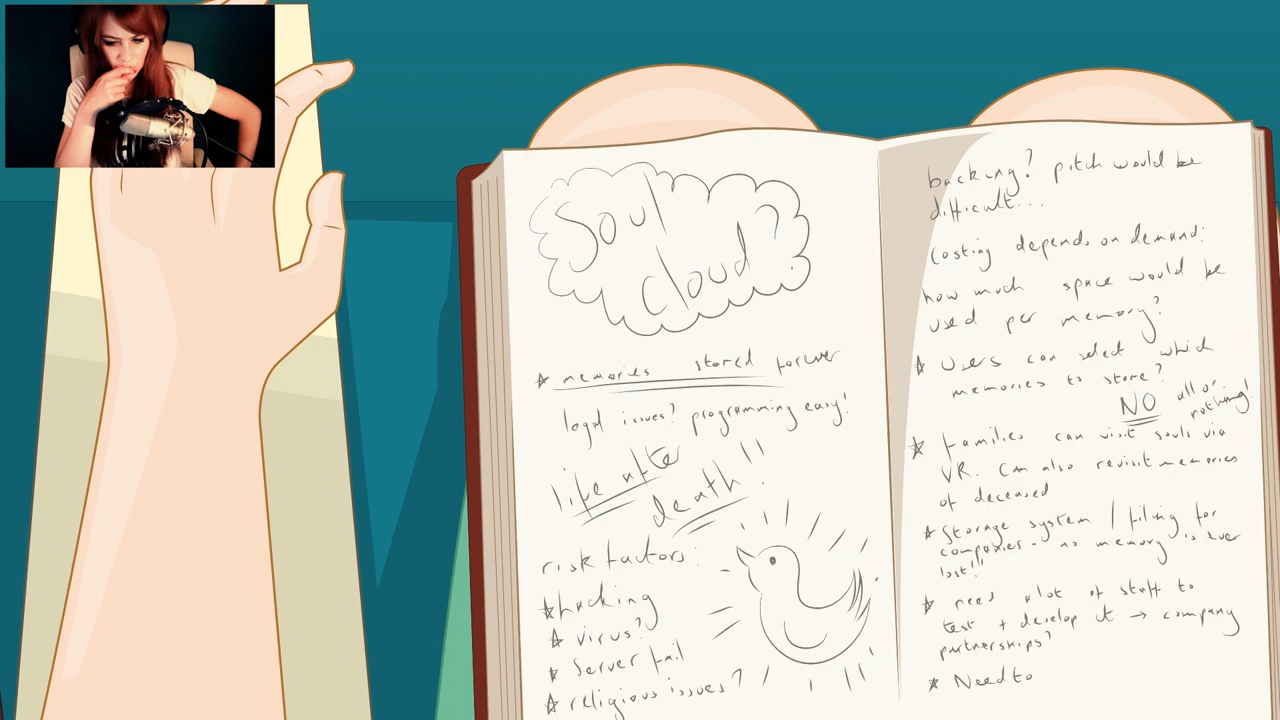 Soul
cloud?
memories stored forever
legal issues? programming easy!
life after
death!!
risk factors:
Hacking
virus?
Server fail
religious issues?
backing? pitch would be
difficult...
Costing depends on demand:
how much space would be
used per memory?
Users can select which
memories to store?
NO all or
nothing!
families can visit souls via
VR. Can also revisit memories
of deceased
Storage system / filing for
companies - no memory is ever
lost!!
need a lot of staff to
test + develop it → company
partnerships?
Need to